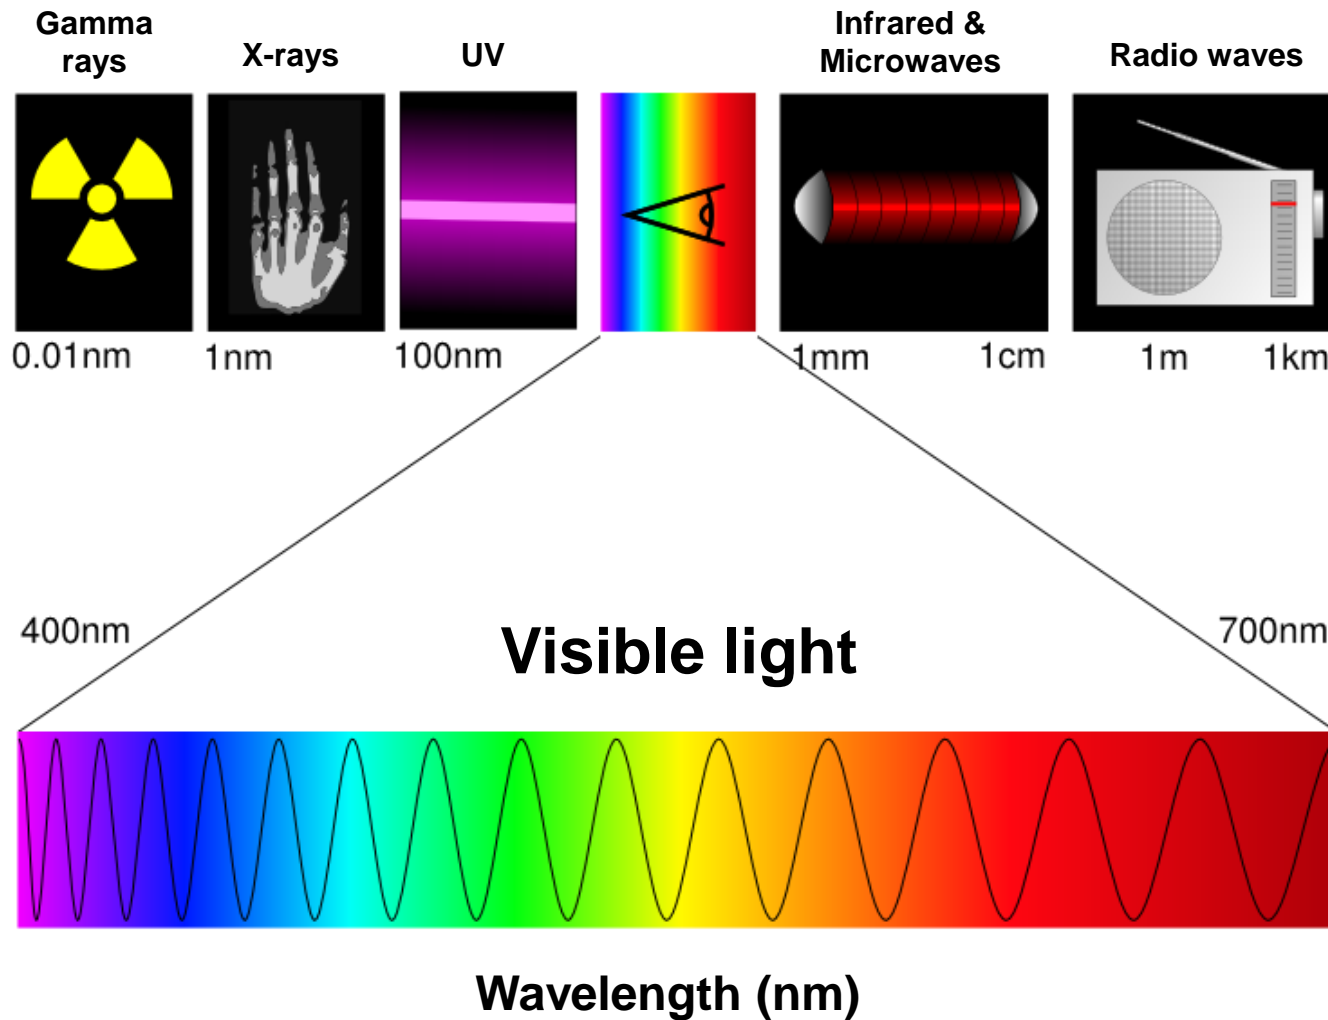 Gamma
rays
X-rays
UV
Infrared &
Microwaves
Radio waves
0.01nm
1nm
100nm
1mm
1cm
1m
1km
400nm
Visible light
700nm
Wavelength (nm)